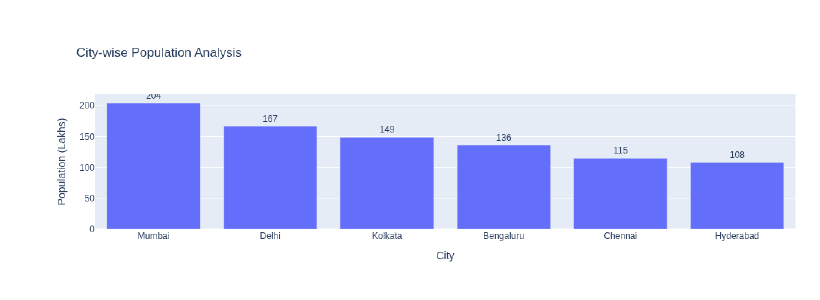 City-wise Population Analysis
204
167
149
136
115
108
200
150
100
50
0
Population (Lakhs)
Mumbai
Delhi
Kolkata
Bengaluru
Chennai
Hyderabad
City